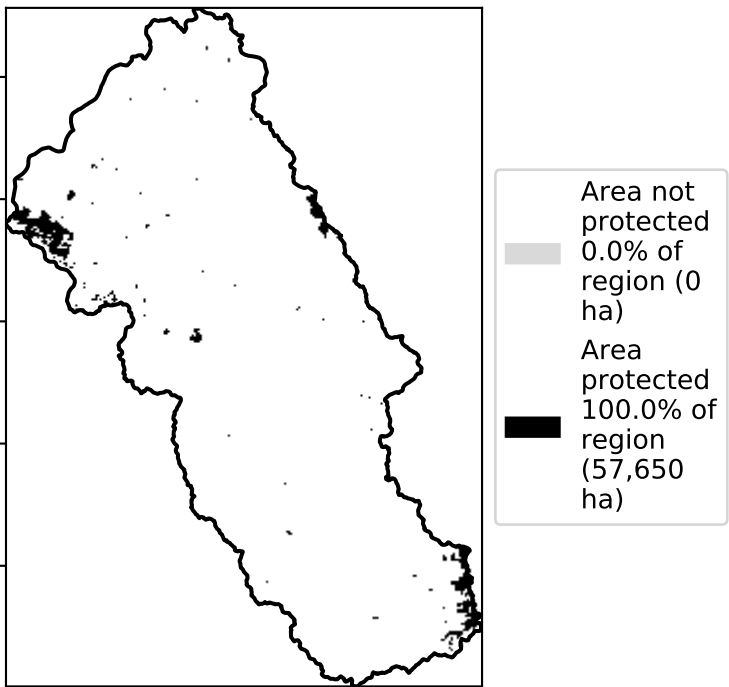 Area not
protected
0.0% of
region (0
ha)
Area
protected
100.0% of
region
(57,650
ha)